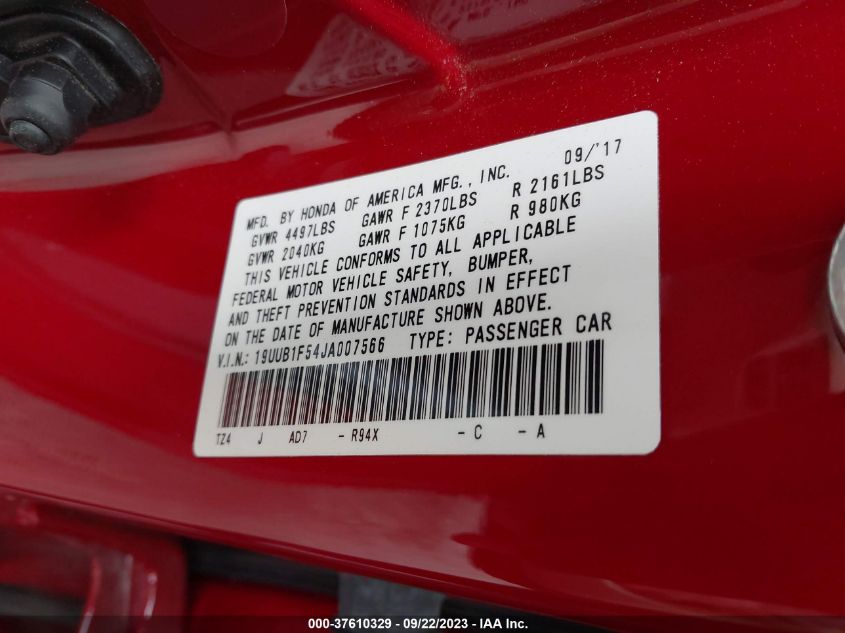 MFD. BY HONDA OF AMERICA MFG., INC. 09/'17
GVWR 4497LBS GAWR F 2370LBS R 2161LBS
GVWR 2040KG GAWR F 1075KG R 980KG
THIS VEHICLE CONFORMS TO ALL APPLICABLE
FEDERAL MOTOR VEHICLE SAFETY, BUMPER,
AND THEFT PREVENTION STANDARDS IN EFFECT
ON THE DATE OF MANUFACTURE SHOWN ABOVE.
V.I.N.: 19UUB1F54JA007566 TYPE: PASSENGER CAR
TZ4 J AD7 - R94X - C - A
000-37610329 - 09/22/2023 - IAA Inc.